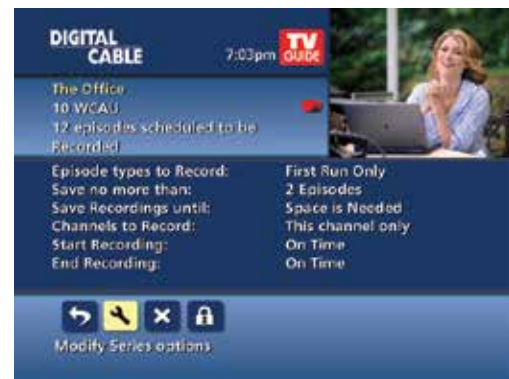 DIGITAL
CABLE
7:03pm
TV
GUIDE
The Office
10 WCAU
12 episodes scheduled to be
Recorded
Episode types to Record: First Run Only
Save no more than: 2 Episodes
Save Recordings until: Space is Needed
Channels to Record: This channel only
Start Recording: On Time
End Recording: On Time
Modify Series options